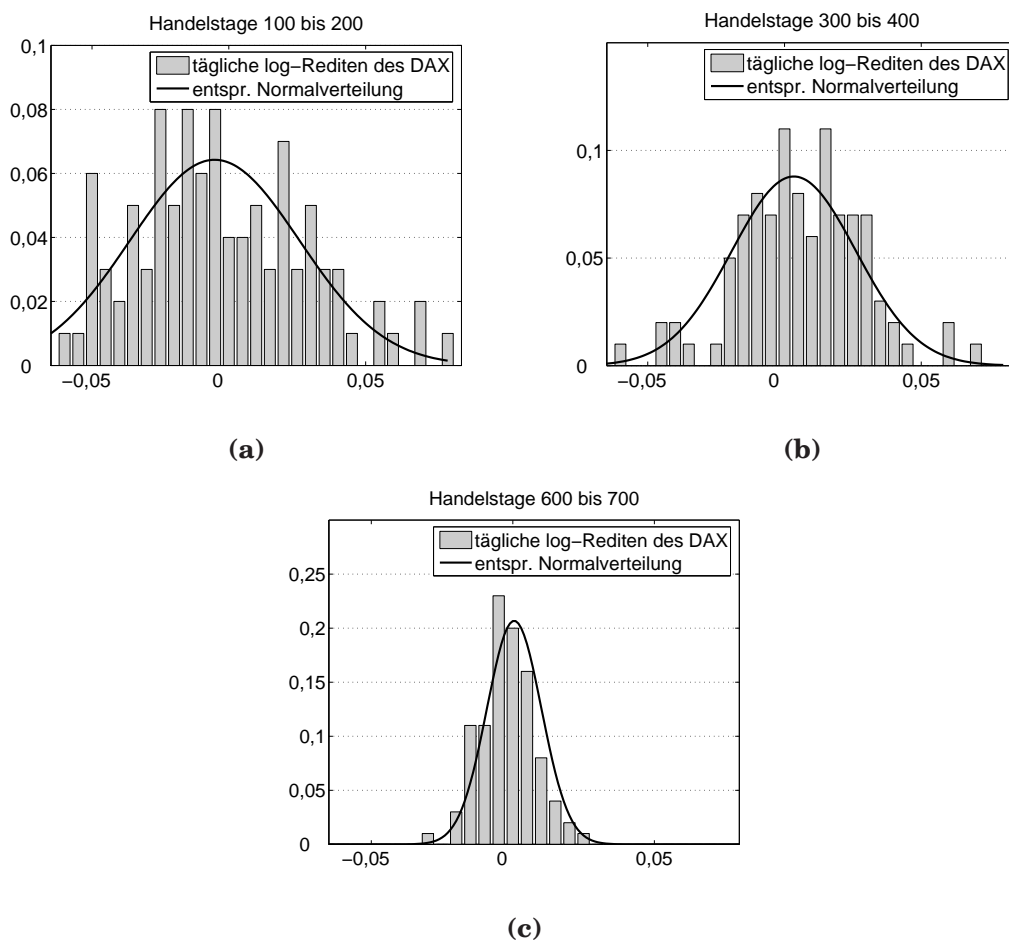 Handelstage 100 bis 200
0,1
0,08
0,06
0,04
0,02
0
−0,05
0
0,05
tägliche log−Rediten des DAX
entspr. Normalverteilung
(a)
Handelstage 300 bis 400
0,1
0,05
0
−0,05
0
0,05
tägliche log−Rediten des DAX
entspr. Normalverteilung
(b)
Handelstage 600 bis 700
0,25
0,2
0,15
0,1
0,05
0
−0,05
0
0,05
tägliche log−Rediten des DAX
entspr. Normalverteilung
(c)